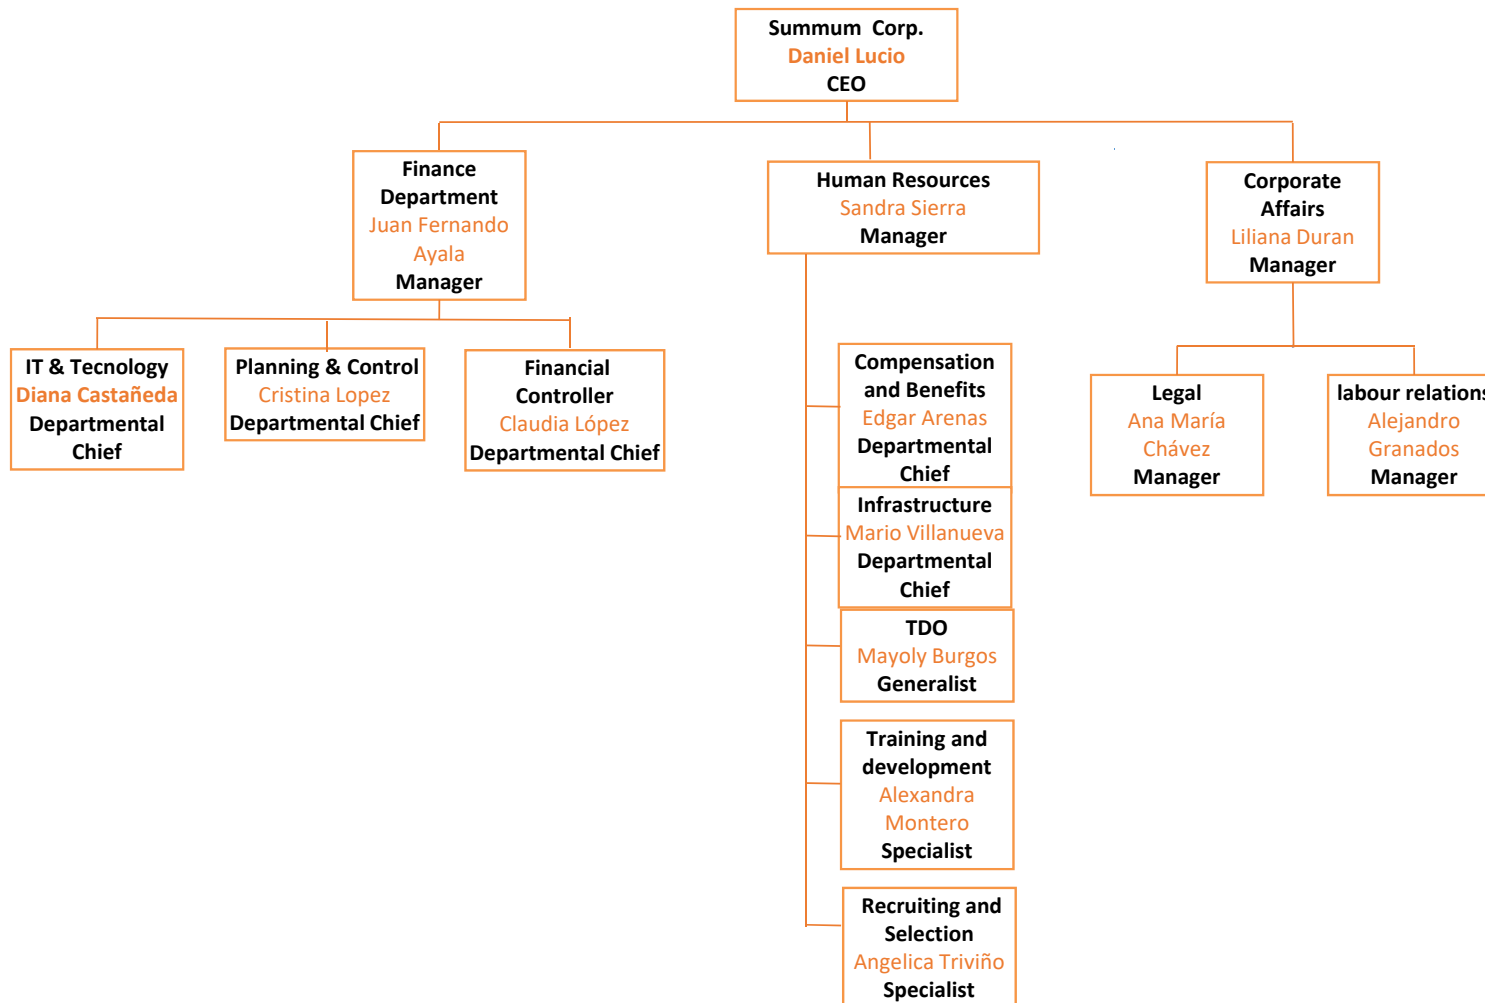 Summum Corp.
Daniel Lucio
CEO
Finance
Department
Juan Fernando
Ayala
Manager
Human Resources
Sandra Sierra
Manager
Corporate
Affairs
Liliana Duran
Manager
IT & Tecnology
Diana Castañeda
Departmental
Chief
Planning & Control
Cristina Lopez
Departmental Chief
Financial
Controller
Claudia López
Departmental Chief
Compensation
and Benefits
Edgar Arenas
Departmental
Chief
Infrastructure
Mario Villanueva
Departmental
Chief
TDO
Mayoly Burgos
Generalist
Training and
development
Alexandra
Montero
Specialist
Recruiting and
Selection
Angelica Triviño
Specialist
Legal
Ana María
Chávez
Manager
labour relations
Alejandro
Granados
Manager